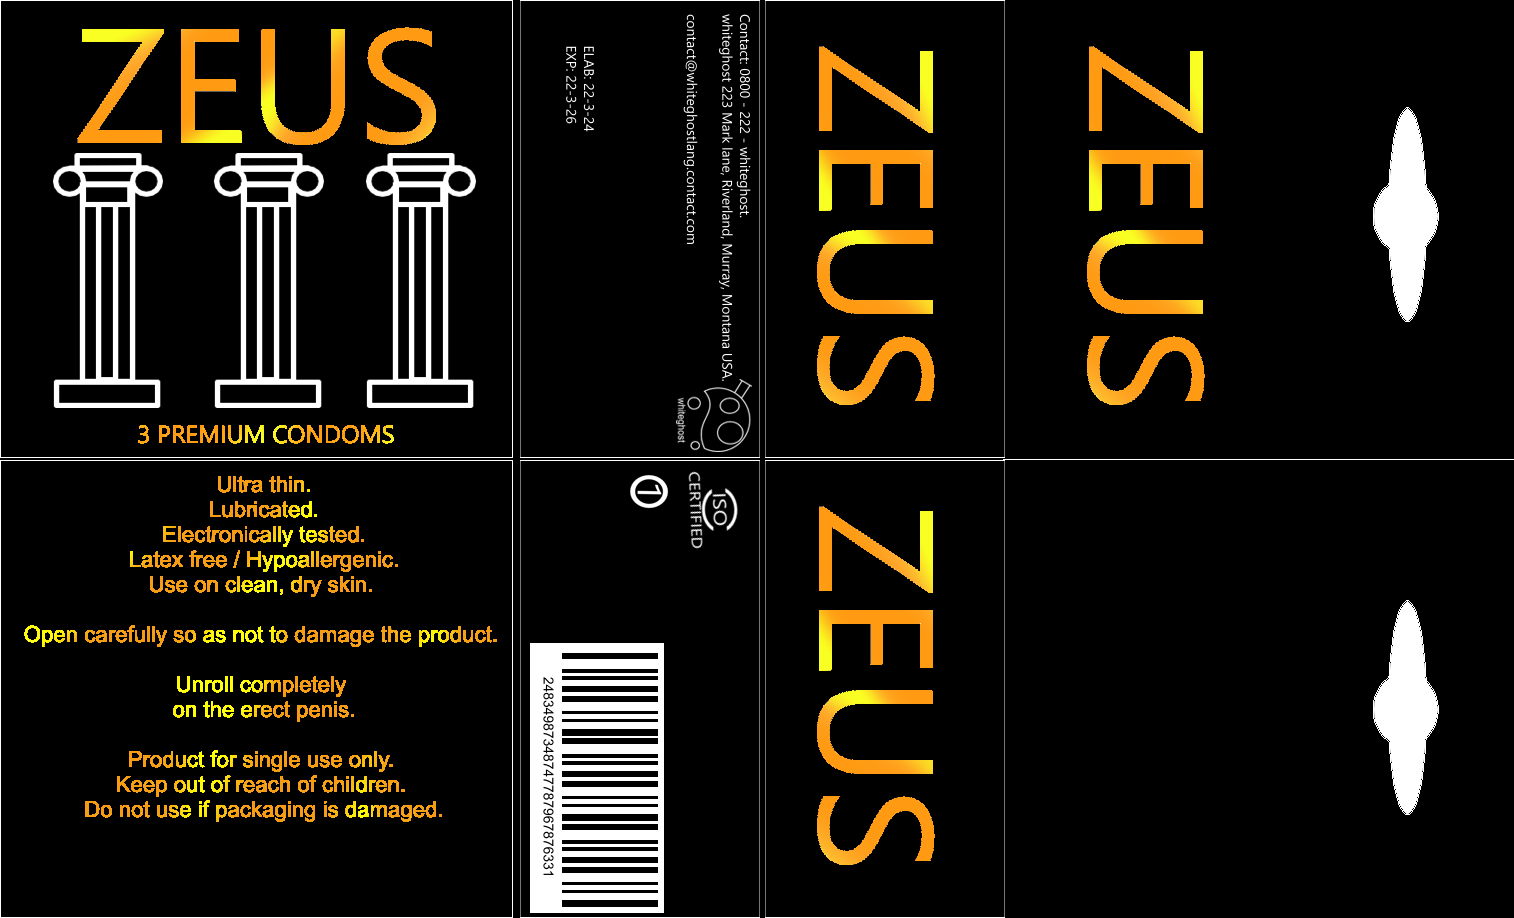 ZEUS
3 PREMIUM CONDOMS
Contact: 0800 - 222 - whiteghost.
whiteghost 223 Mark lane, Riverland, Murray, Montana USA.
contact@whiteghostlang.contact.com
ELAB: 22-3-24
EXP: 22-3-26
whiteghost
ZEUS
ZEUS
Ultra thin.
Lubricated.
Electronically tested.
Latex free / Hypoallergenic.
Use on clean, dry skin.
Open carefully so as not to damage the product.
Unroll completely
on the erect penis.
Product for single use only.
Keep out of reach of children.
Do not use if packaging is damaged.
1
ISO
CERTIFIED
24834987348747787967876331
ZEUS